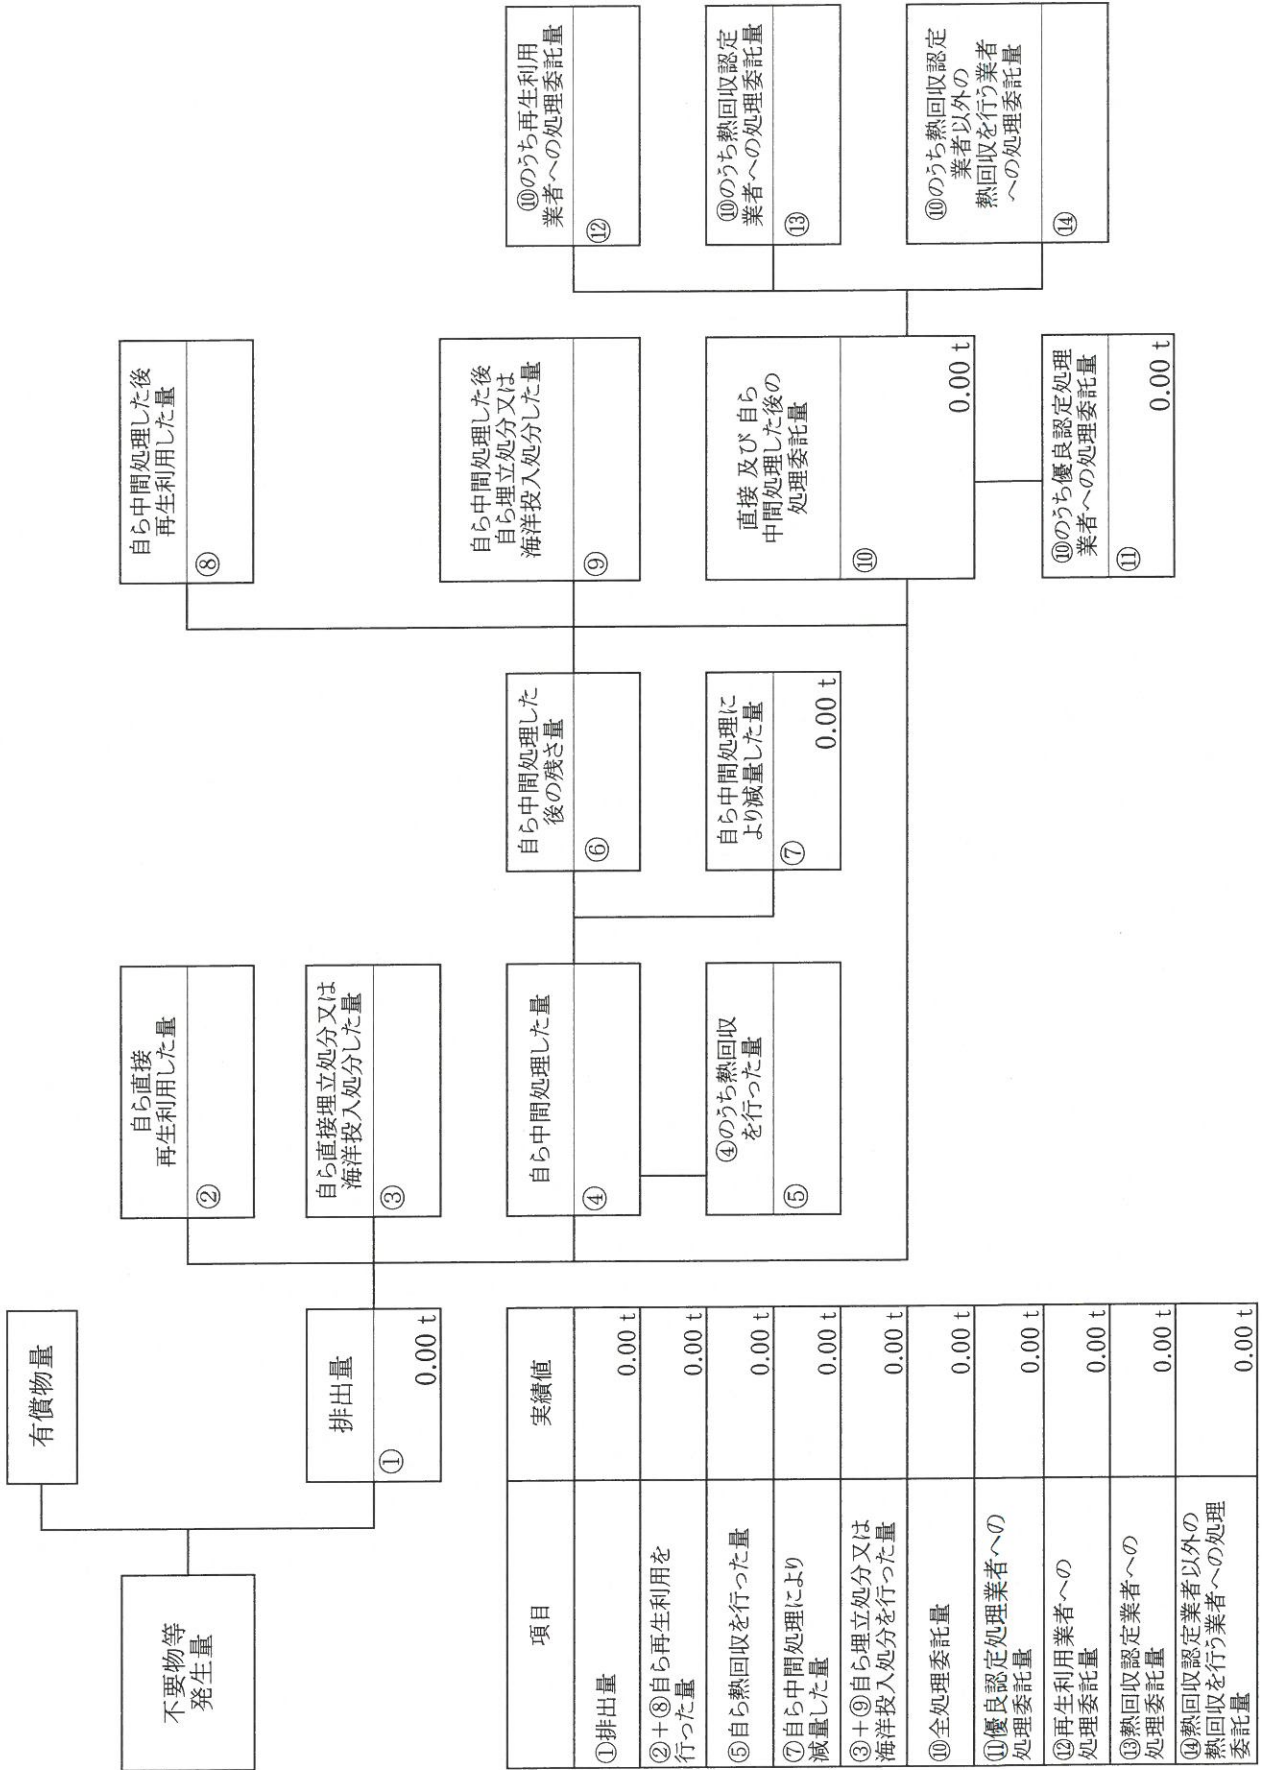 不要物等
発生量
有償物量
排出量
①
0.00 t
自ら直接
再生利用した量
②
自ら直接埋立処分又は
海洋投入処分した量
③
自ら中間処理した量
④
④のうち熱回収
を行った量
⑤
自ら中間処理した
後の残さ量
⑥
自ら中間処理に
より減量した量
⑦
0.00 t
自ら中間処理した後
再生利用した量
⑧
自ら中間処理した後
自ら埋立処分又は
海洋投入処分した量
⑨
直接 及び 自ら
中間処理した後の
処理委託量
⑩
0.00 t
⑩のうち優良認定処理
業者への処理委託量
⑪
0.00 t
⑩のうち再生利用
業者への処理委託量
⑫
⑩のうち熱回収認定
業者への処理委託量
⑬
⑩のうち熱回収認定
業者以外の
熱回収を行う業者
への処理委託量
⑭
項目 実績値
①排出量 0.00 t
②+⑧自ら再生利用を
行った量 0.00 t
⑤自ら熱回収を行った量 0.00 t
⑦自ら中間処理により
減量した量 0.00 t
③+⑨自ら埋立処分又は
海洋投入処分を行った量 0.00 t
⑩全処理委託量 0.00 t
⑪優良認定処理業者への
処理委託量 0.00 t
⑫再生利用業者への
処理委託量 0.00 t
⑬熱回収認定業者への
処理委託量 0.00 t
⑭熱回収認定業者以外の
熱回収を行う業者への処理
委託量 0.00 t